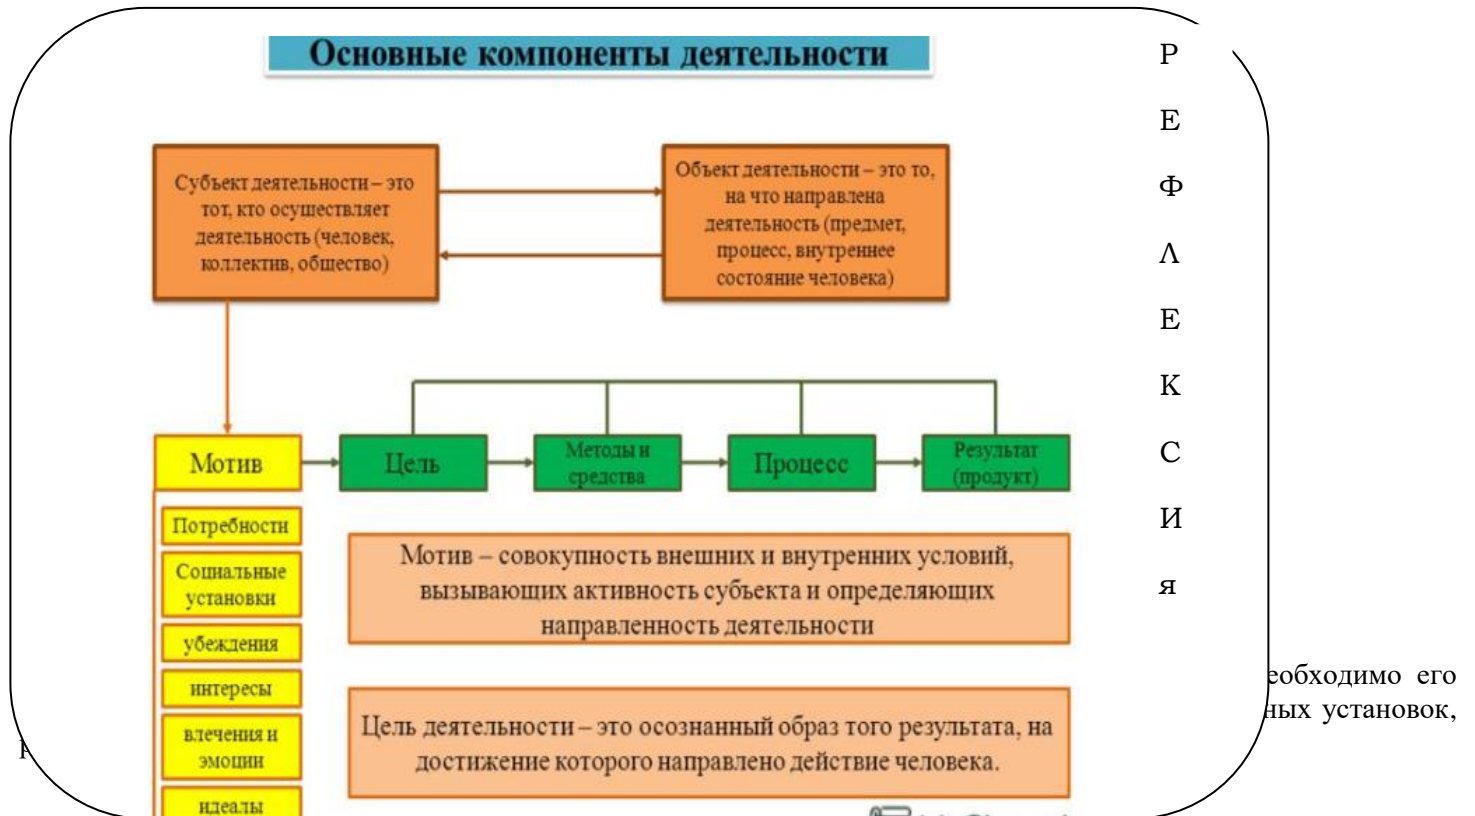 Основные компоненты деятельности
Субъект деятельности – это
тот, кто осуществляет
деятельность (человек,
коллектив, общество)
Объект деятельности – это то,
на что направлена
деятельность (предмет,
процесс, внутреннее
состояние человека)
Мотив
Цель
Методы и
средства
Процесс
Результат
(продукт)
Потребности
Социальные
установки
убеждения
интересы
влечения и
эмоции
идеалы
Мотив – совокупность внешних и внутренних условий,
вызывающих активность субъекта и определяющих
направленность деятельности
Цель деятельности – это осознанный образ того результата, на
достижение которого направлено действие человека.
Р
Е
Ф
Л
Е
К
С
И
я
его
установок,